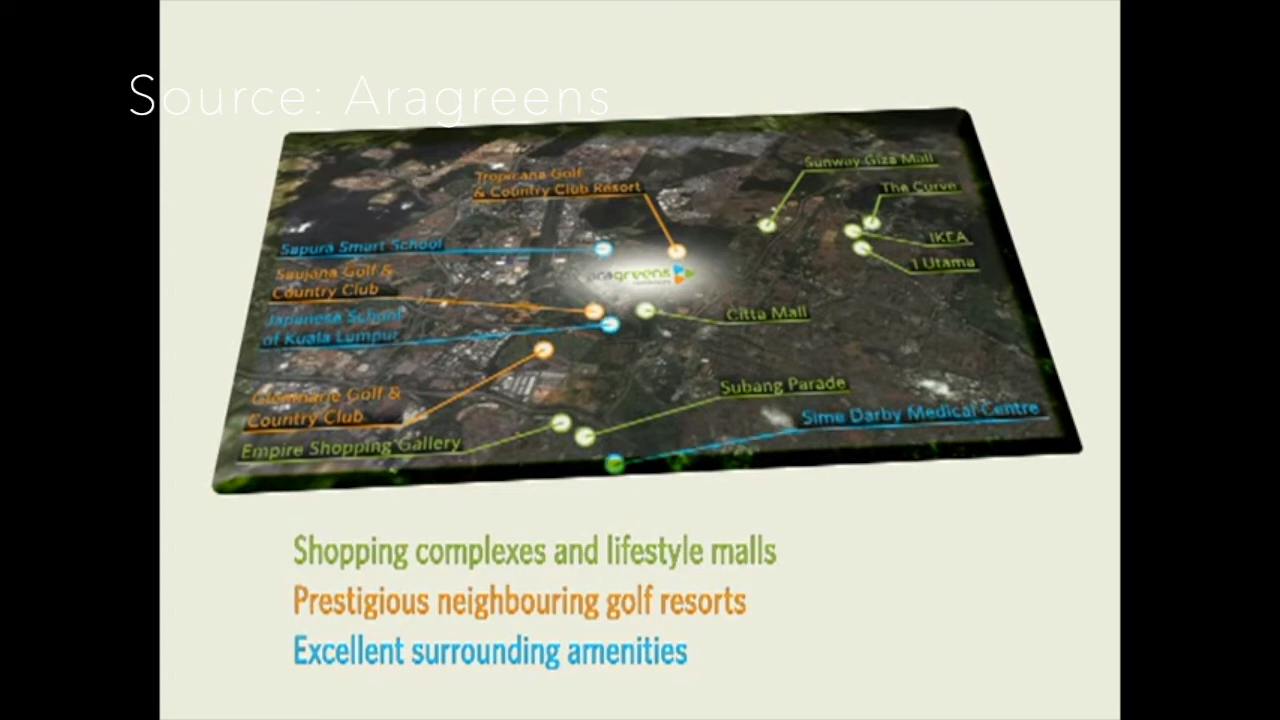 Source: Aragreens
Sunway Giza Mall
Tropicana Golf
& Country Club Resort
The Curve
IKEA
Sapura Smart School
1 Utama
Saujana Golf &
Country Club
aragreens
Citta Mall
Japanese School
of Kuala Lumpur
Subang Parade
Glenmarie Golf &
Country Club
Sime Darby Medical Centre
Empire Shopping Gallery
Shopping complexes and lifestyle malls
Prestigious neighbouring golf resorts
Excellent surrounding amenities